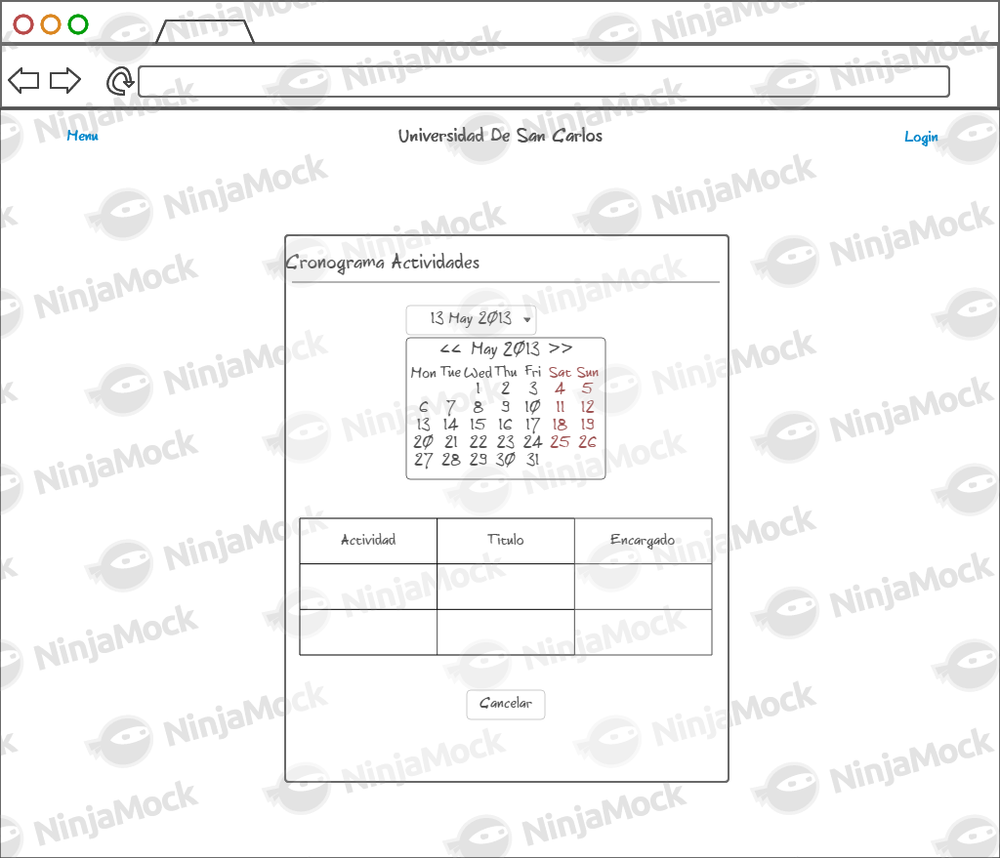 Menu Universidad De San Carlos Login
Cronograma Actividades
13 May 2013
<< May 2013 >>
Mon Tue Wed Thu Fri Sat Sun
1 2 3 4 5
6 7 8 9 10 11 12
13 14 15 16 17 18 19
20 21 22 23 24 25 26
27 28 29 30 31
Actividad Titulo Encargado
Cancelar
NinjaMock